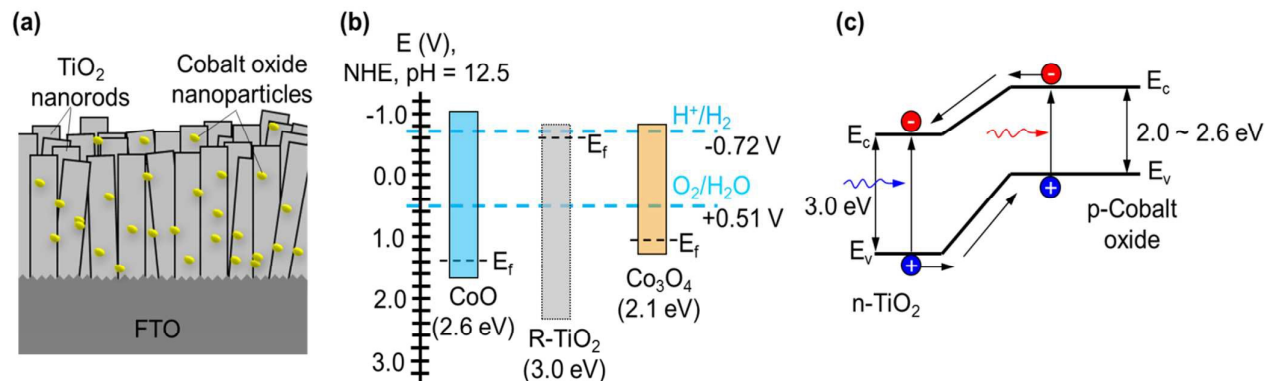 (a)
TiO2
nanorods
Cobalt oxide
nanoparticles
FTO
(b)
E (V),
NHE, pH = 12.5
-1.0
0.0
1.0
2.0
3.0
H+/H2
-0.72 V
O2/H2O
+0.51 V
Ef
Ef
Ef
CoO
(2.6 eV)
R-TiO2
(3.0 eV)
Co3O4
(2.1 eV)
(c)
-
Ec
-
Ec
2.0 ~ 2.6 eV
3.0 eV
+
Ev
p-Cobalt
oxide
Ev
+
n-TiO2